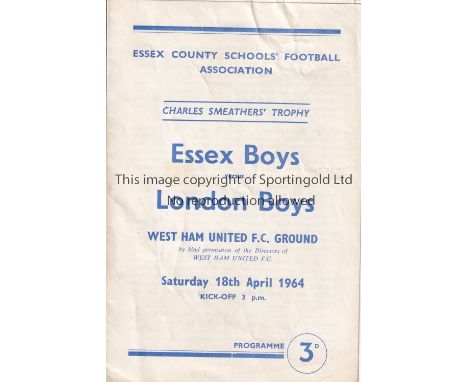 ESSEX COUNTY SCHOOLS' FOOTBALL
ASSOCIATION
CHARLES SMEATHERS' TROPHY
Essex Boys
versus
This image copyright of Sportingold Ltd
London Boys
No reproduction allowed
WEST HAM UNITED F.C. GROUND
by kind permission of the Directors of
WEST HAM UNITED F.C.
Saturday 18th April 1964
KICK-OFF 3 p.m.
PROGRAMME 3D